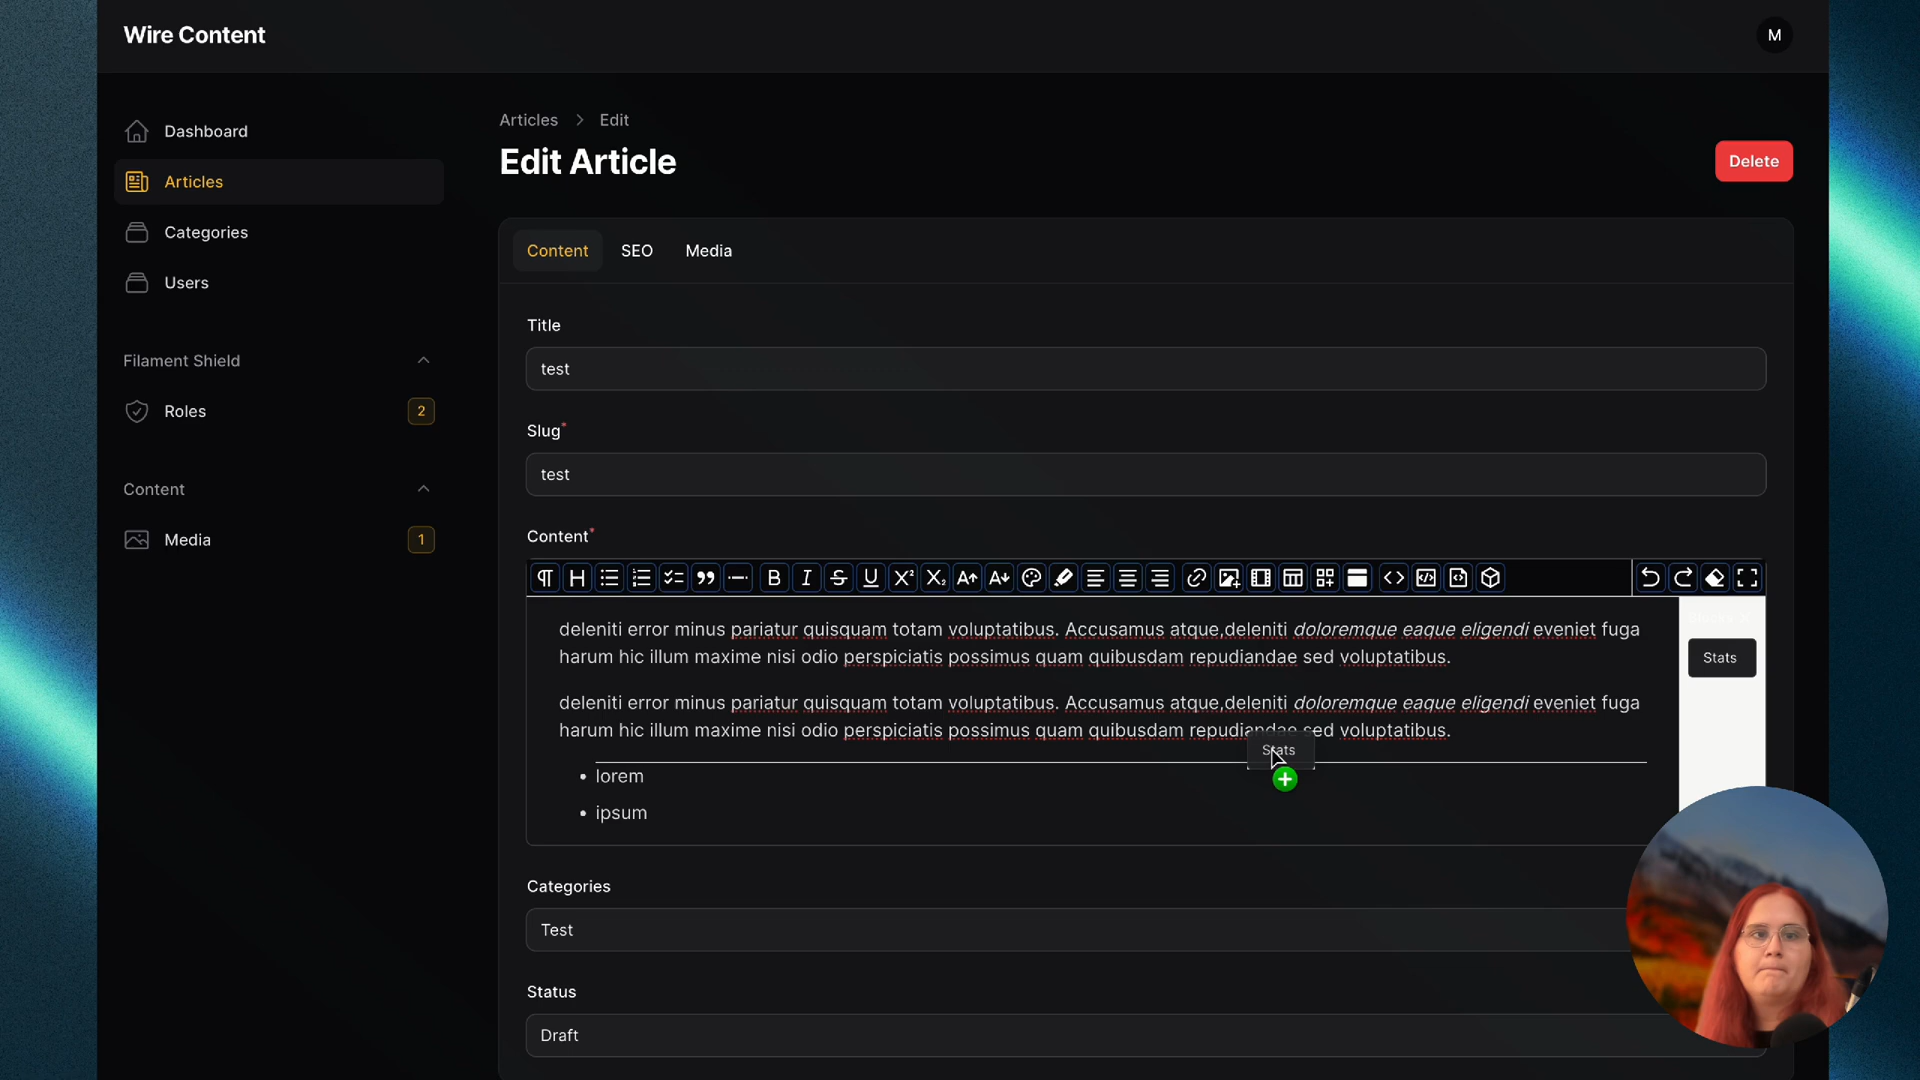 Wire Content
M
Dashboard
Articles
Categories
Users
Filament Shield
Roles
2
Content
Media
1
Articles
Edit
Edit Article
Delete
Content
SEO
Media
Title
test
Slug*
test
Content*
deleniti error minus pariatur quisquam totam voluptatibus. Accusamus atque,deleniti doloremque eaque eligendi eveniet fuga
harum hic illum maxime nisi odio perspiciatis possimus quam quibusdam repudiandae sed voluptatibus.
deleniti error minus pariatur quisquam totam voluptatibus. Accusamus atque,deleniti doloremque eaque eligendi eveniet fuga
harum hic illum maxime nisi odio perspiciatis possimus quam quibusdam repudiandae sed voluptatibus.
Stats
• lorem
• ipsum
Stats
Categories
Test
Status
Draft